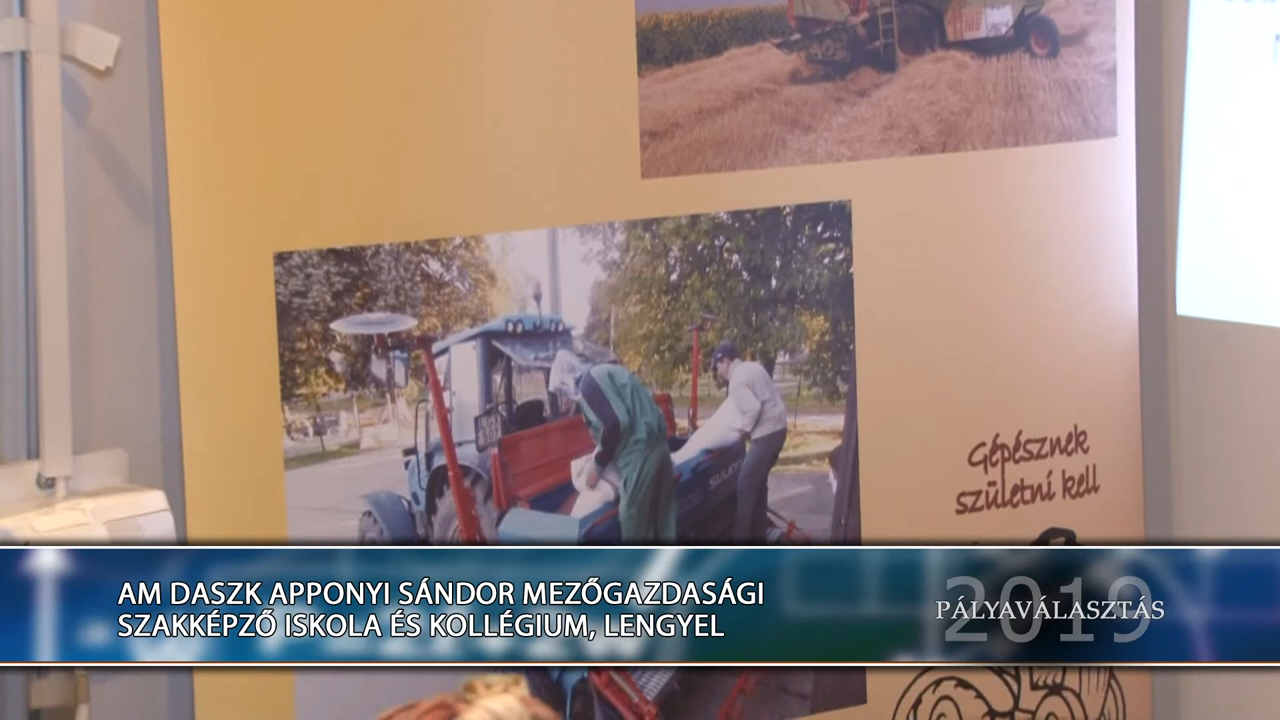 Gépésznek
születni kell
AM DASZK APPONYI SÁNDOR MEZŐGAZDASÁGI
SZAKKÉPZŐ ISKOLA ÉS KOLLÉGIUM, LENGYEL
2019
PÁLYAVÁLASZTÁS